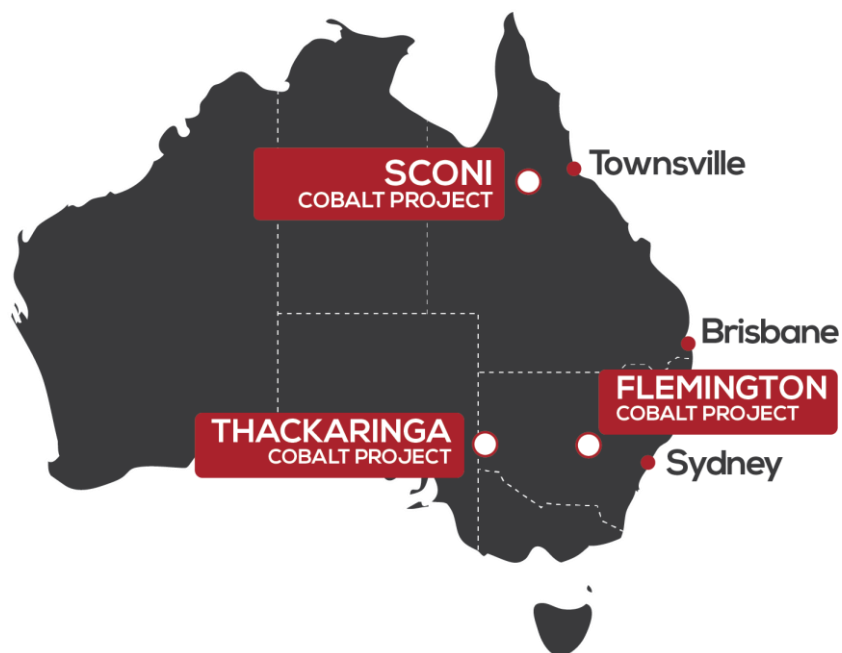 SCONI
COBALT PROJECT
Townsville
Brisbane
FLEMINGTON
COBALT PROJECT
THACKARINGA
COBALT PROJECT
Sydney